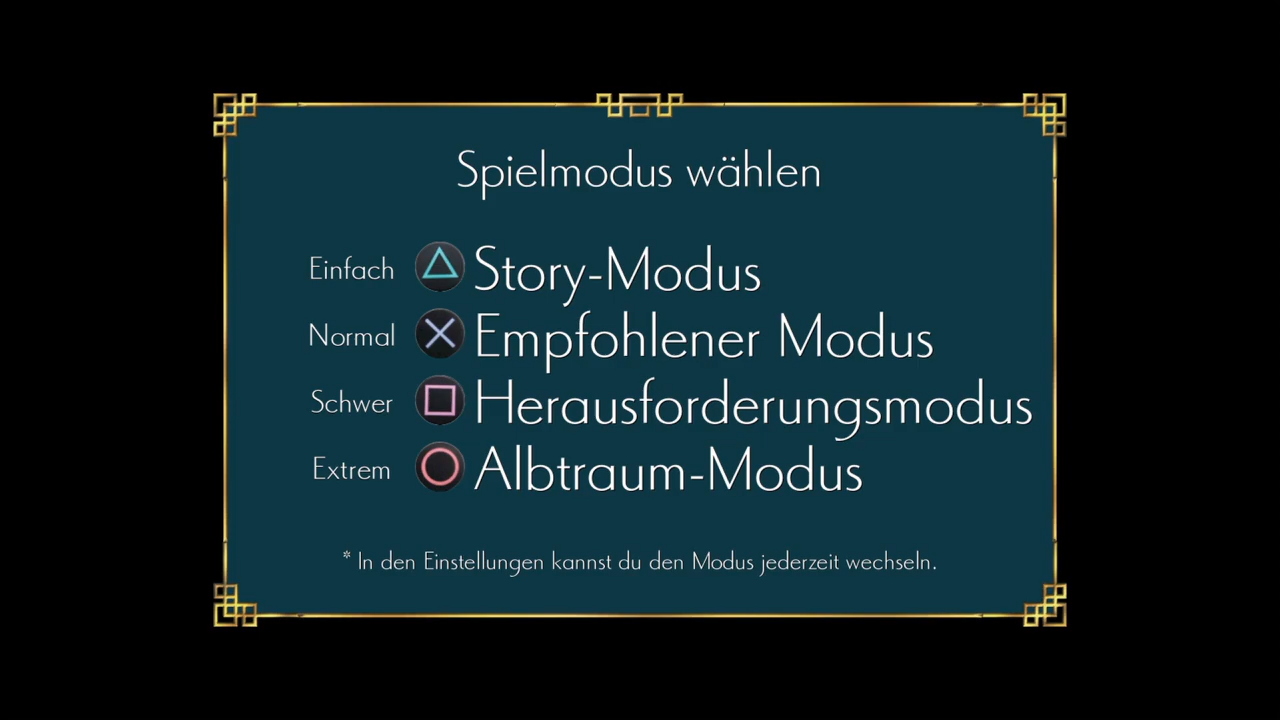 Spielmodus wählen
Einfach Story-Modus
Normal Empfohlener Modus
Schwer Herausforderungsmodus
Extrem Albtraum-Modus
* In den Einstellungen kannst du den Modus jederzeit wechseln.